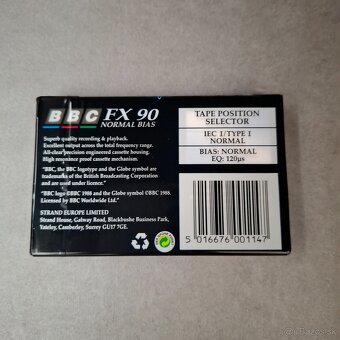 BBC FX 90
NORMAL BIAS
Superb quality recording & playback.
Excellent output across the total frequency range.
All-clear precision engineered cassette housing.
High resonance proof cassette mechanism.
"BBC, the BBC logotype and the Globe symbol are
trademarks of the British Broadcasting Corporation
and are used under licence."
"BBC logo ©BBC 1988 and the Globe symbol ©BBC 1988.
Licensed by BBC Worldwide Ltd."
STRAND EUROPE LIMITED
Strand House, Galway Road, Blackbushe Business Park,
Yateley, Camberley, Surrey GU17 7GE.
TAPE POSITION
SELECTOR
IEC I/TYPE I
NORMAL
BIAS: NORMAL
EQ: 120µs
5 016676 001147